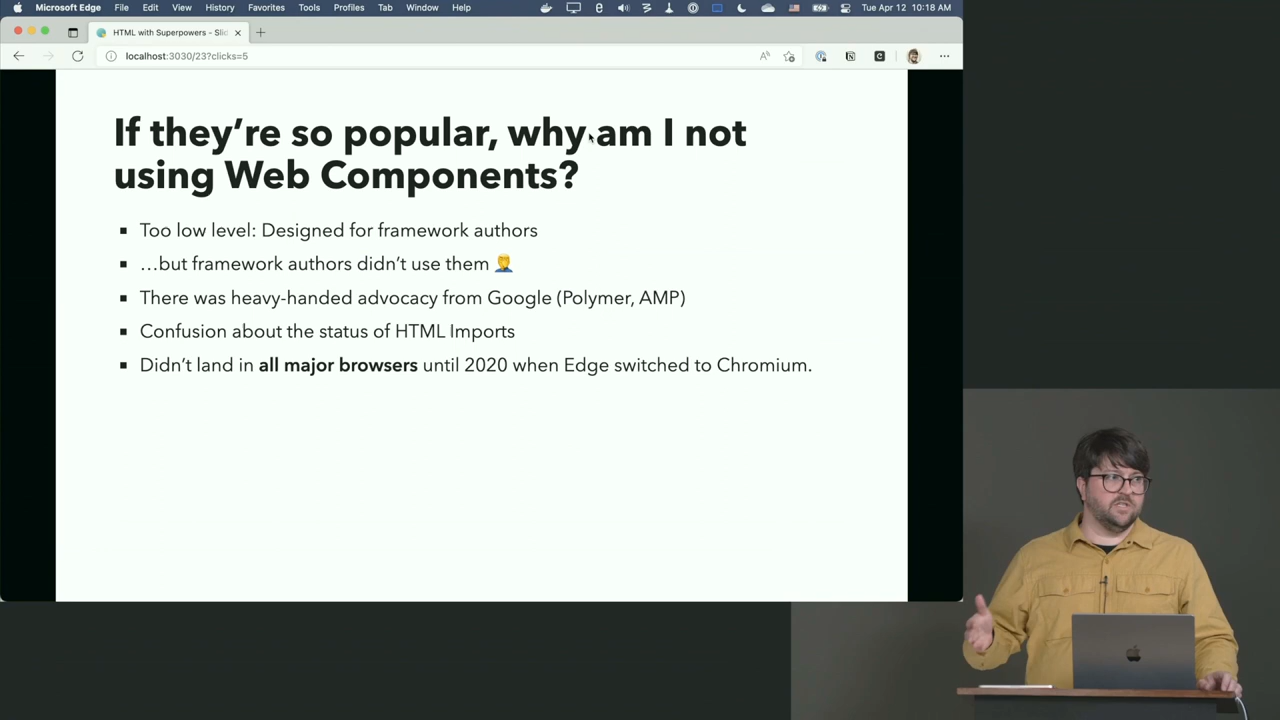 Microsoft Edge File Edit View History Favorites Tools Profiles Tab Window Help Tue Apr 12 10:18 AM
HTML with Superpowers - Slid
localhost:3030/23?clicks=5
If they’re so popular, why am I not
using Web Components?
▪ Too low level: Designed for framework authors
▪ …but framework authors didn’t use them 🤦‍♂️
▪ There was heavy-handed advocacy from Google (Polymer, AMP)
▪ Confusion about the status of HTML Imports
▪ Didn’t land in all major browsers until 2020 when Edge switched to Chromium.